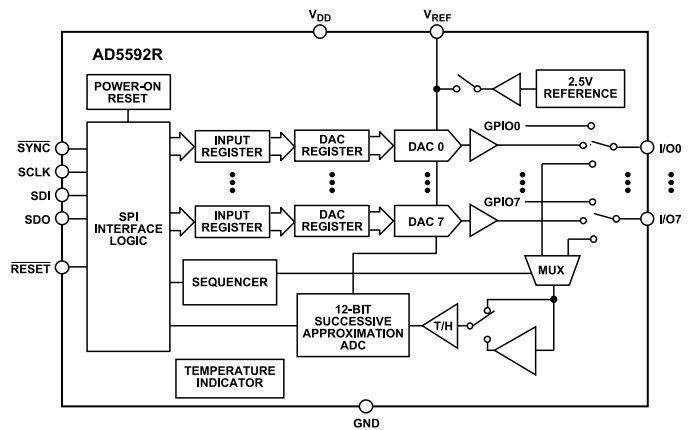 VDD
VREF
AD5592R
POWER-ON
RESET
2.5V
REFERENCE
SYNC
SCLK
SDI
SDO
RESET
SPI
INTERFACE
LOGIC
INPUT
REGISTER
DAC
REGISTER
DAC 0
GPIO0
I/O0
INPUT
REGISTER
DAC
REGISTER
DAC 7
GPIO7
I/O7
SEQUENCER
MUX
12-BIT
SUCCESSIVE
APPROXIMATION
ADC
T/H
TEMPERATURE
INDICATOR
GND